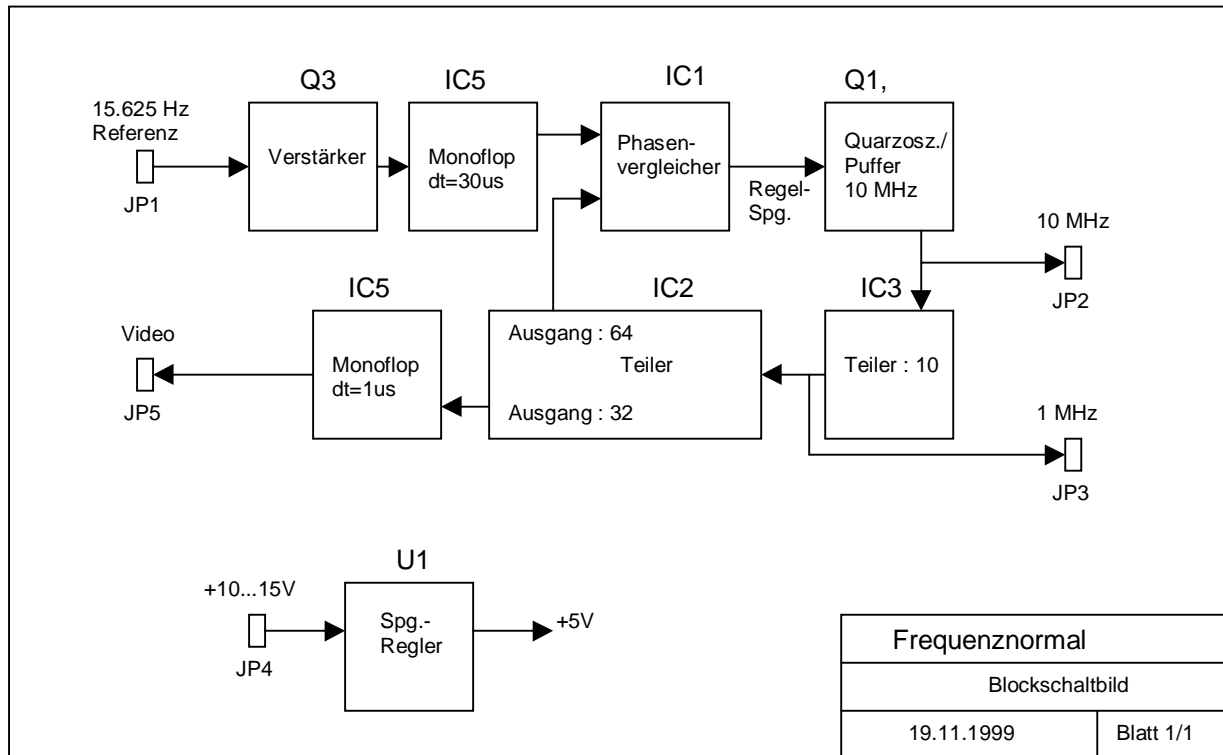 15.625 Hz
Referenz
JP1
Q3
Verstärker
IC5
Monoflop
dt=30us
IC1
Phasen-
vergleicher
Regel-
Spg.
Q1,
Quarzosz./
Puffer
10 MHz
10 MHz
JP2
Video
JP5
IC5
Monoflop
dt=1us
IC2
Ausgang : 64
Teiler
Ausgang : 32
IC3
Teiler : 10
1 MHz
JP3
+10...15V
JP4
U1
Spg.-
Regler
+5V
Frequenznormal
Blockschaltbild
19.11.1999
Blatt 1/1